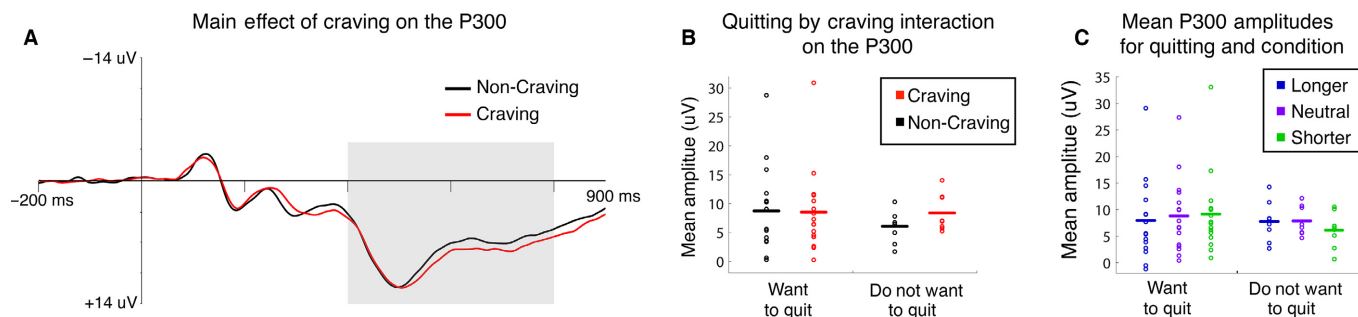 Main effect of craving on the P300
A
−14 uV
Non-Craving
Craving
−200 ms
900 ms
+14 uV
Quitting by craving interaction
on the P300
B
Mean amplitue (uV)
30
25
20
15
10
5
0
Craving
Non-Craving
Want
to quit
Do not want
to quit
Mean P300 amplitudes
for quitting and condition
C
Mean amplitue (uV)
35
30
25
20
15
10
5
0
Longer
Neutral
Shorter
Want
to quit
Do not want
to quit